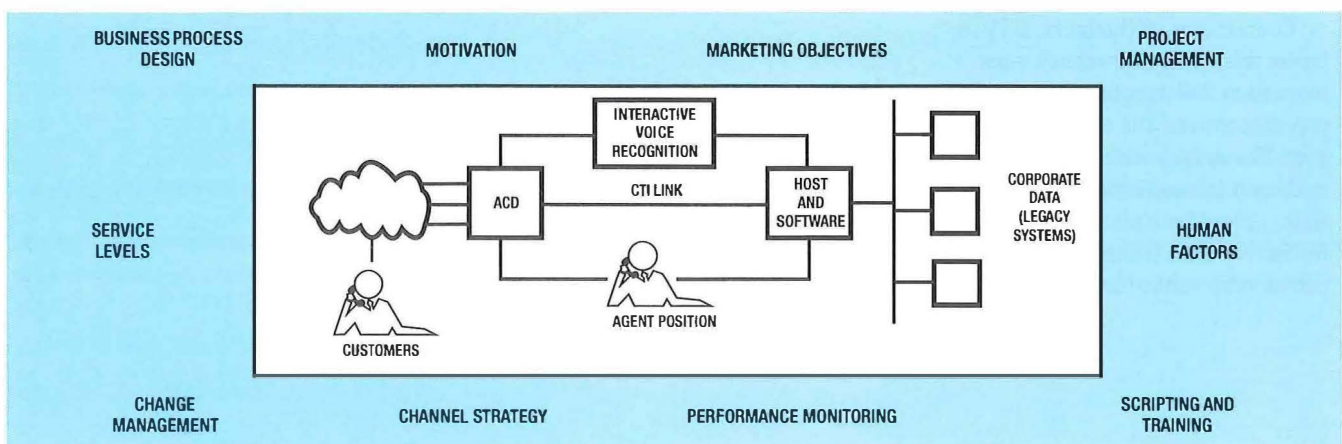 BUSINESS PROCESS
DESIGN
MOTIVATION
MARKETING OBJECTIVES
PROJECT
MANAGEMENT
INTERACTIVE
VOICE
RECOGNITION
ACD
CTI LINK
HOST
AND
SOFTWARE
CORPORATE
DATA
(LEGACY
SYSTEMS)
SERVICE
LEVELS
HUMAN
FACTORS
AGENT POSITION
CUSTOMERS
CHANGE
MANAGEMENT
CHANNEL STRATEGY
PERFORMANCE MONITORING
SCRIPTING AND
TRAINING